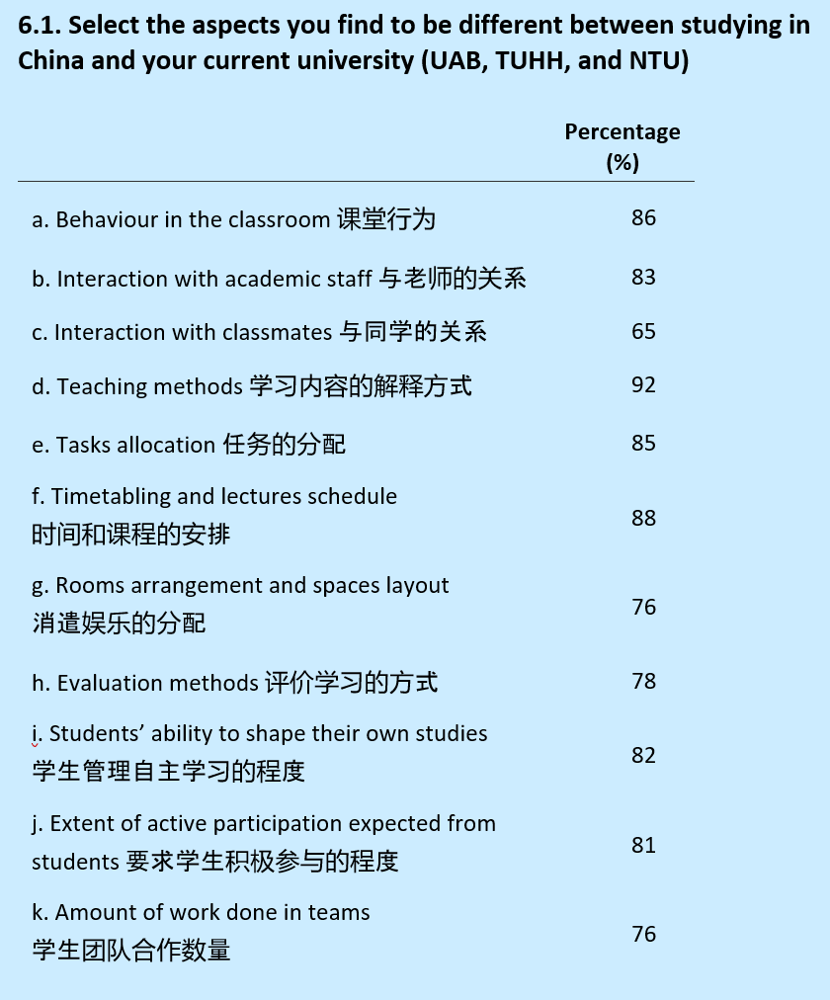 6.1. Select the aspects you find to be different between studying in
China and your current university (UAB, TUHH, and NTU)
Percentage
(%)
a. Behaviour in the classroom 课堂行为 86
b. Interaction with academic staff 与老师的关系 83
c. Interaction with classmates 与同学的关系 65
d. Teaching methods 学习内容的解释方式 92
e. Tasks allocation 任务的分配 85
f. Timetabling and lectures schedule
时间和课程的安排
88
g. Rooms arrangement and spaces layout
消遣娱乐的分配
76
h. Evaluation methods 评价学习的方式 78
i. Students’ ability to shape their own studies
学生管理自主学习的程度
82
j. Extent of active participation expected from
students 要求学生积极参与的程度
81
k. Amount of work done in teams
学生团队合作数量
76